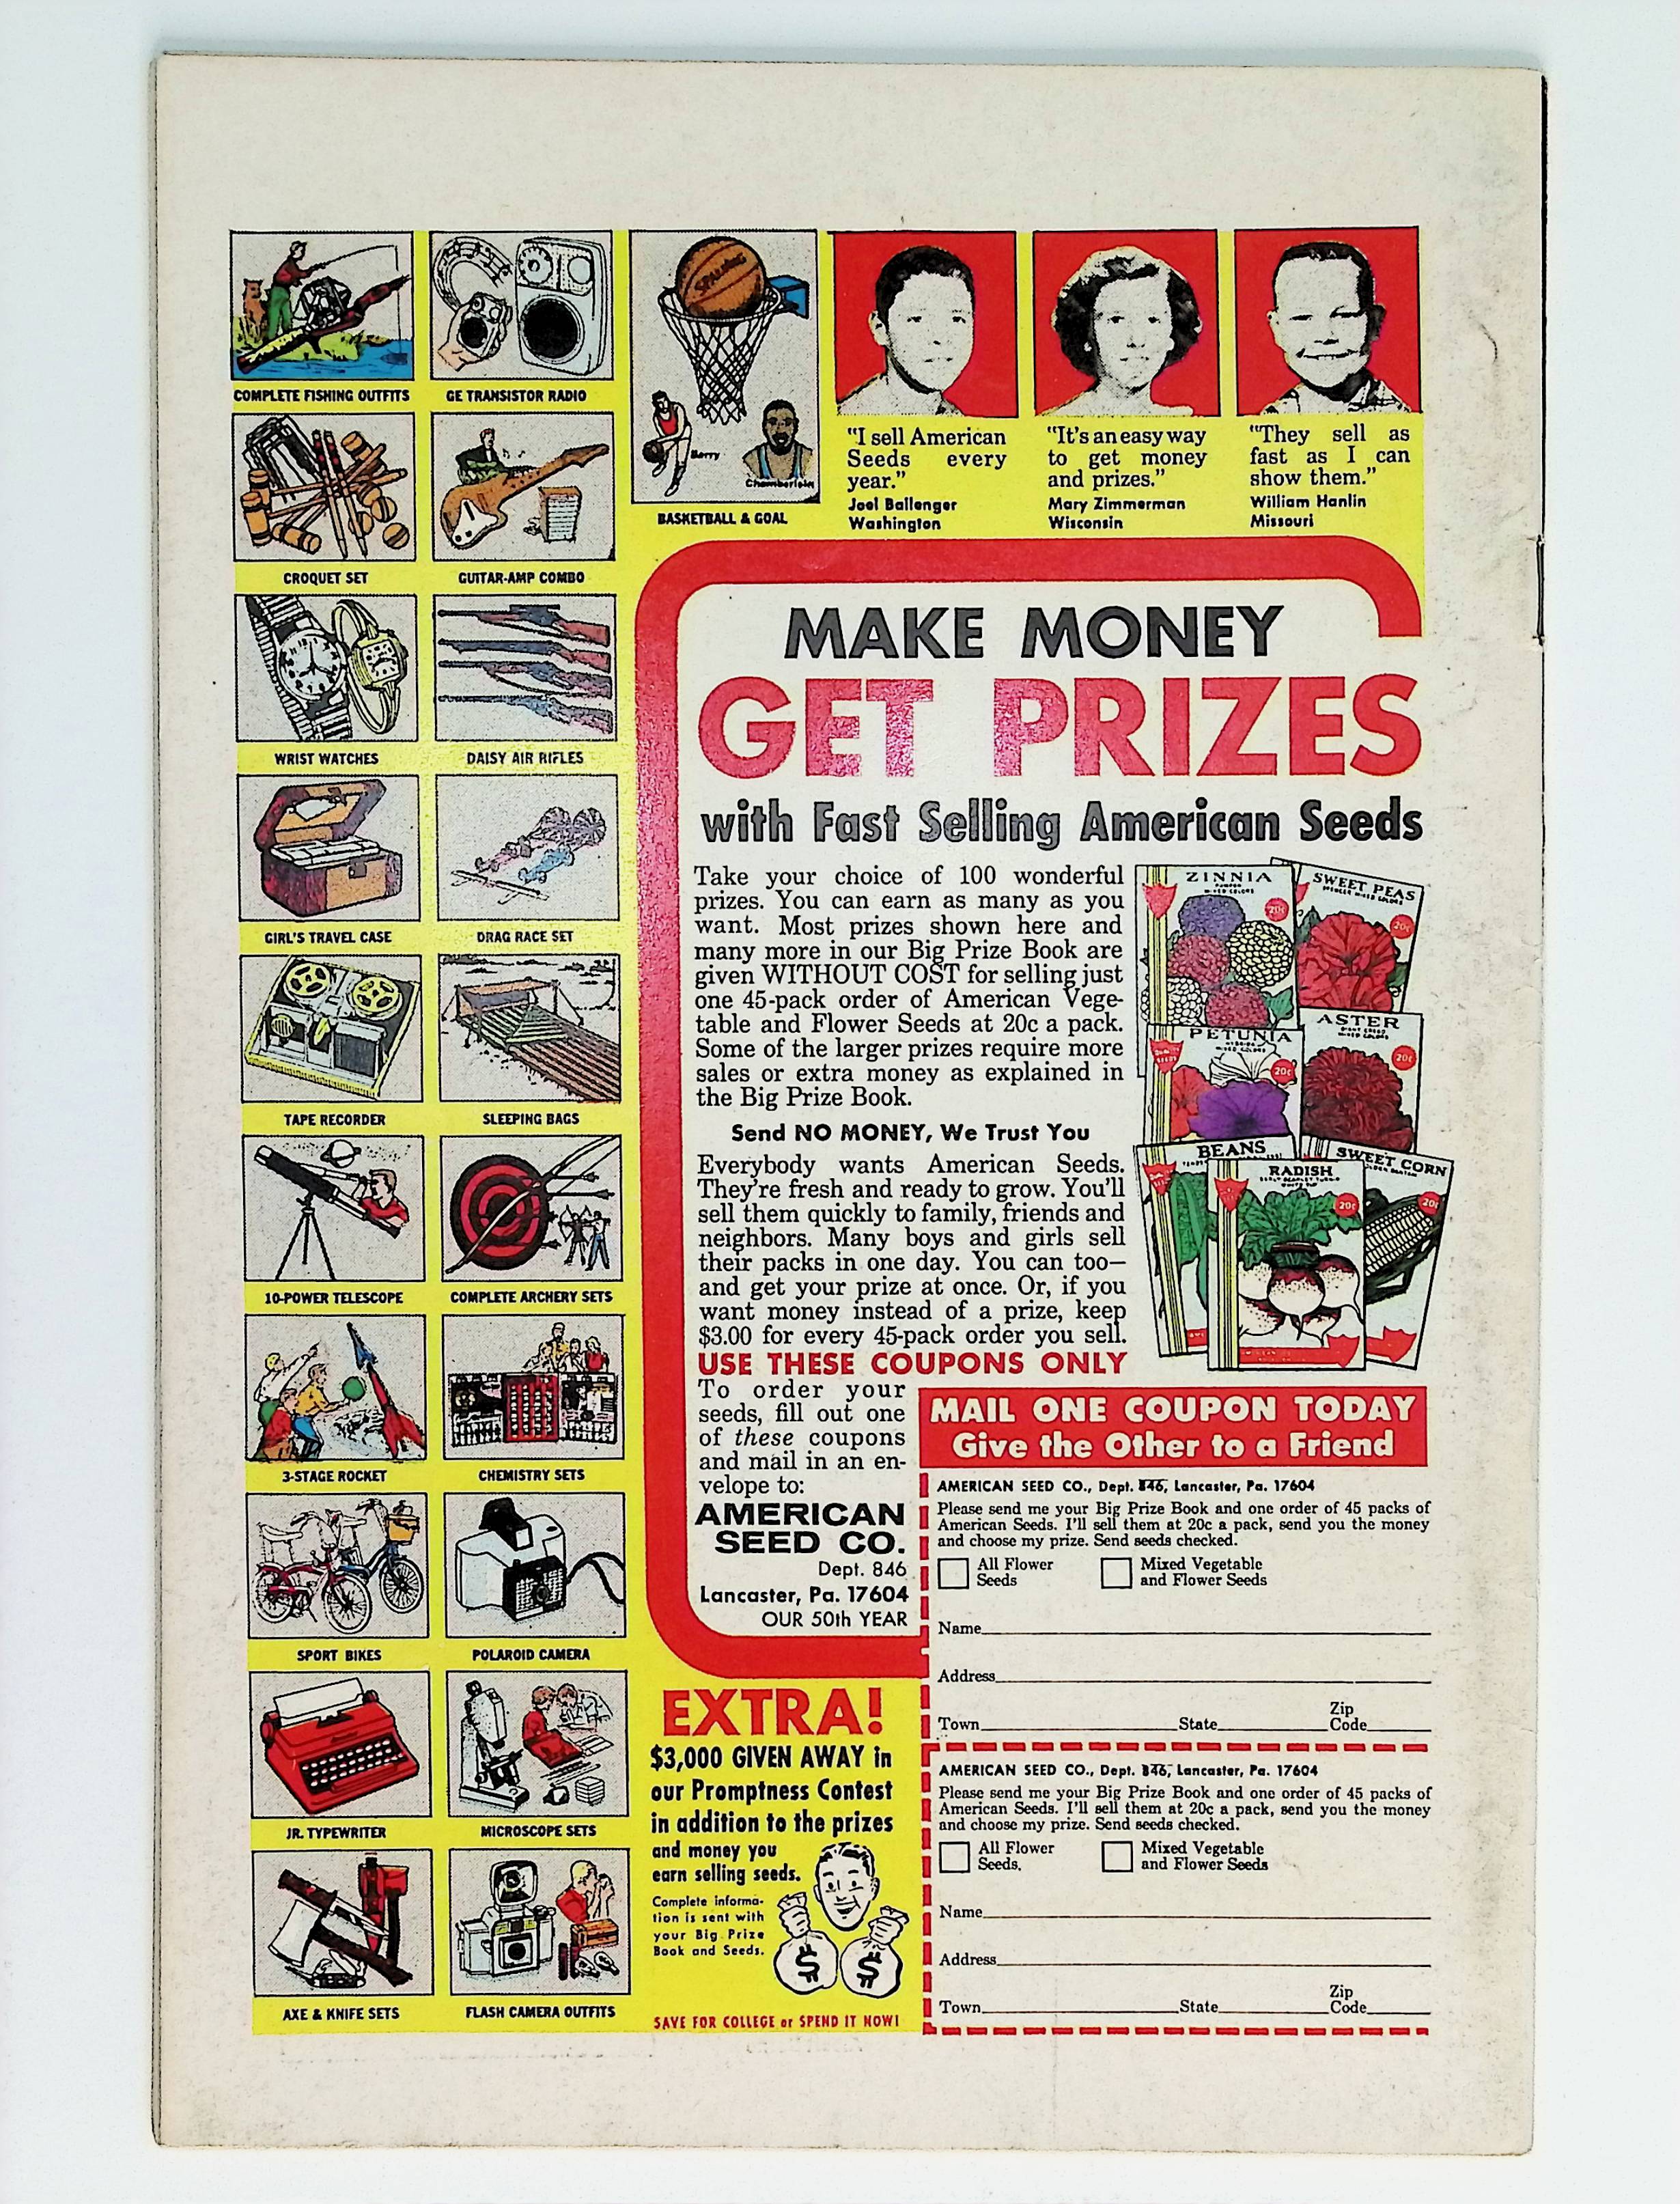 COMPLETE FISHING OUTFITS
GE TRANSISTOR RADIO
SPALDING
Barry
Chamberlain
BASKETBALL & GOAL
"I sell American
Seeds every
year."
Joel Ballenger
Washington
"It's an easy way
to get money
and prizes."
Mary Zimmerman
Wisconsin
"They sell as
fast as I can
show them."
William Hanlin
Missouri
CROQUET SET
GUITAR-AMP COMBO
WRIST WATCHES
DAISY AIR RIFLES
GIRL'S TRAVEL CASE
DRAG RACE SET
TAPE RECORDER
SLEEPING BAGS
10-POWER TELESCOPE
COMPLETE ARCHERY SETS
3-STAGE ROCKET
CHEMISTRY SETS
SPORT BIKES
POLAROID CAMERA
JR. TYPEWRITER
MICROSCOPE SETS
AXE & KNIFE SETS
FLASH CAMERA OUTFITS
MAKE MONEY
GET PRIZES
with Fast Selling American Seeds
Take your choice of 100 wonderful
prizes. You can earn as many as you
want. Most prizes shown here and
many more in our Big Prize Book are
given WITHOUT COST for selling just
one 45-pack order of American Vege-
table and Flower Seeds at 20c a pack.
Some of the larger prizes require more
sales or extra money as explained in
the Big Prize Book.
Send NO MONEY, We Trust You
Everybody wants American Seeds.
They're fresh and ready to grow. You'll
sell them quickly to family, friends and
neighbors. Many boys and girls sell
their packs in one day. You can too—
and get your prize at once. Or, if you
want money instead of a prize, keep
$3.00 for every 45-pack order you sell.
USE THESE COUPONS ONLY
To order your
seeds, fill out one
of these coupons
and mail in an en-
velope to:
AMERICAN
SEED CO.
Dept. 846
Lancaster, Pa. 17604
OUR 50th YEAR
ZINNIA
MIXED COLORS
20c
SWEET PEAS
SPENCER MIXED COLORS
20c
PETUNIA
MIXED COLORS
20c
ASTER
MIXED COLORS
20c
BEANS
RADISH
20c
SWEET CORN
20c
MAIL ONE COUPON TODAY
Give the Other to a Friend
AMERICAN SEED CO., Dept. 846, Lancaster, Pa. 17604
Please send me your Big Prize Book and one order of 45 packs of
American Seeds. I'll sell them at 20c a pack, send you the money
and choose my prize. Send seeds checked.
All Flower
Seeds
Mixed Vegetable
and Flower Seeds
Name
Address
Town State Zip
Code
AMERICAN SEED CO., Dept. 846, Lancaster, Pa. 17604
Please send me your Big Prize Book and one order of 45 packs of
American Seeds. I'll sell them at 20c a pack, send you the money
and choose my prize. Send seeds checked.
All Flower
Seeds.
Mixed Vegetable
and Flower Seeds
Name
Address
Town State Zip
Code
EXTRA!
$3,000 GIVEN AWAY in
our Promptness Contest
in addition to the prizes
and money you
earn selling seeds.
Complete informa-
tion is sent with
your Big Prize
Book and Seeds.
$ $
SAVE FOR COLLEGE or SPEND IT NOW!